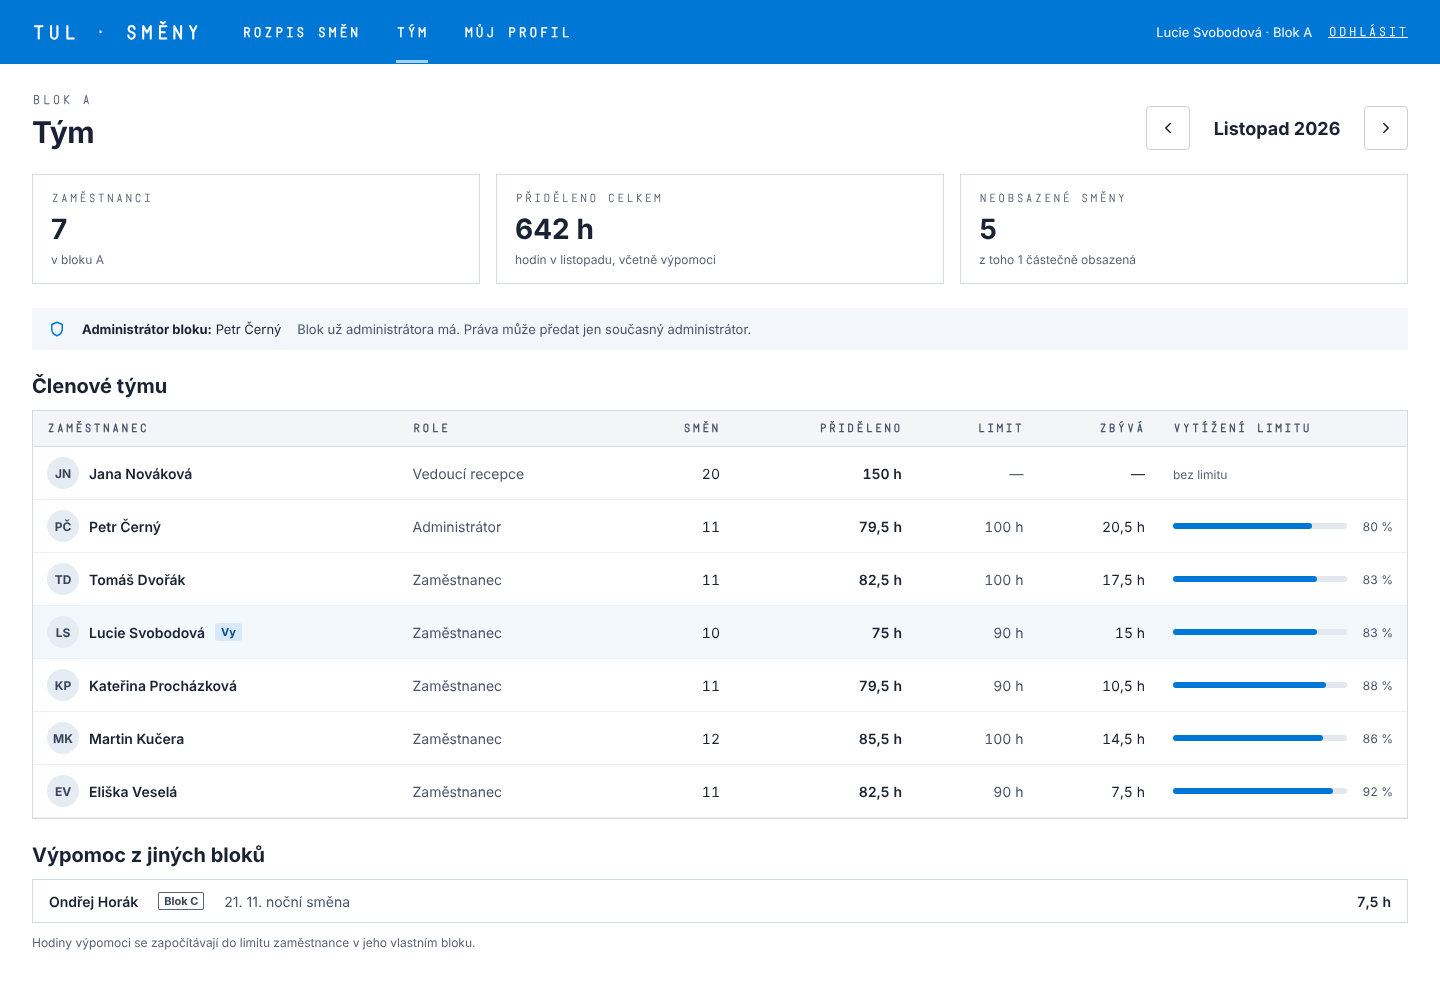 TUL · SMĚNY ROZPIS SMĚN TÝM MŮJ PROFIL Lucie Svobodová · Blok A ODHLÁSIT
BLOK A
Tým
Listopad 2026
ZAMĚSTNANCI
7
v bloku A
PŘIDĚLENO CELKEM
642 h
hodin v listopadu, včetně výpomoci
NEOBSAZENÉ SMĚNY
5
z toho 1 částečně obsazená
Administrátor bloku: Petr Černý Blok už administrátora má. Práva může předat jen současný administrátor.
Členové týmu
ZAMĚSTNANEC ROLE SMĚN PŘIDĚLENO LIMIT ZBÝVÁ VYTÍŽENÍ LIMITU
JN Jana Nováková Vedoucí recepce 20 150 h — — bez limitu
PČ Petr Černý Administrátor 11 79,5 h 100 h 20,5 h 80 %
TD Tomáš Dvořák Zaměstnanec 11 82,5 h 100 h 17,5 h 83 %
LS Lucie Svobodová Vy Zaměstnanec 10 75 h 90 h 15 h 83 %
KP Kateřina Procházková Zaměstnanec 11 79,5 h 90 h 10,5 h 88 %
MK Martin Kučera Zaměstnanec 12 85,5 h 100 h 14,5 h 86 %
EV Eliška Veselá Zaměstnanec 11 82,5 h 90 h 7,5 h 92 %
Výpomoc z jiných bloků
Ondřej Horák Blok C 21. 11. noční směna 7,5 h
Hodiny výpomoci se započítávají do limitu zaměstnance v jeho vlastním bloku.